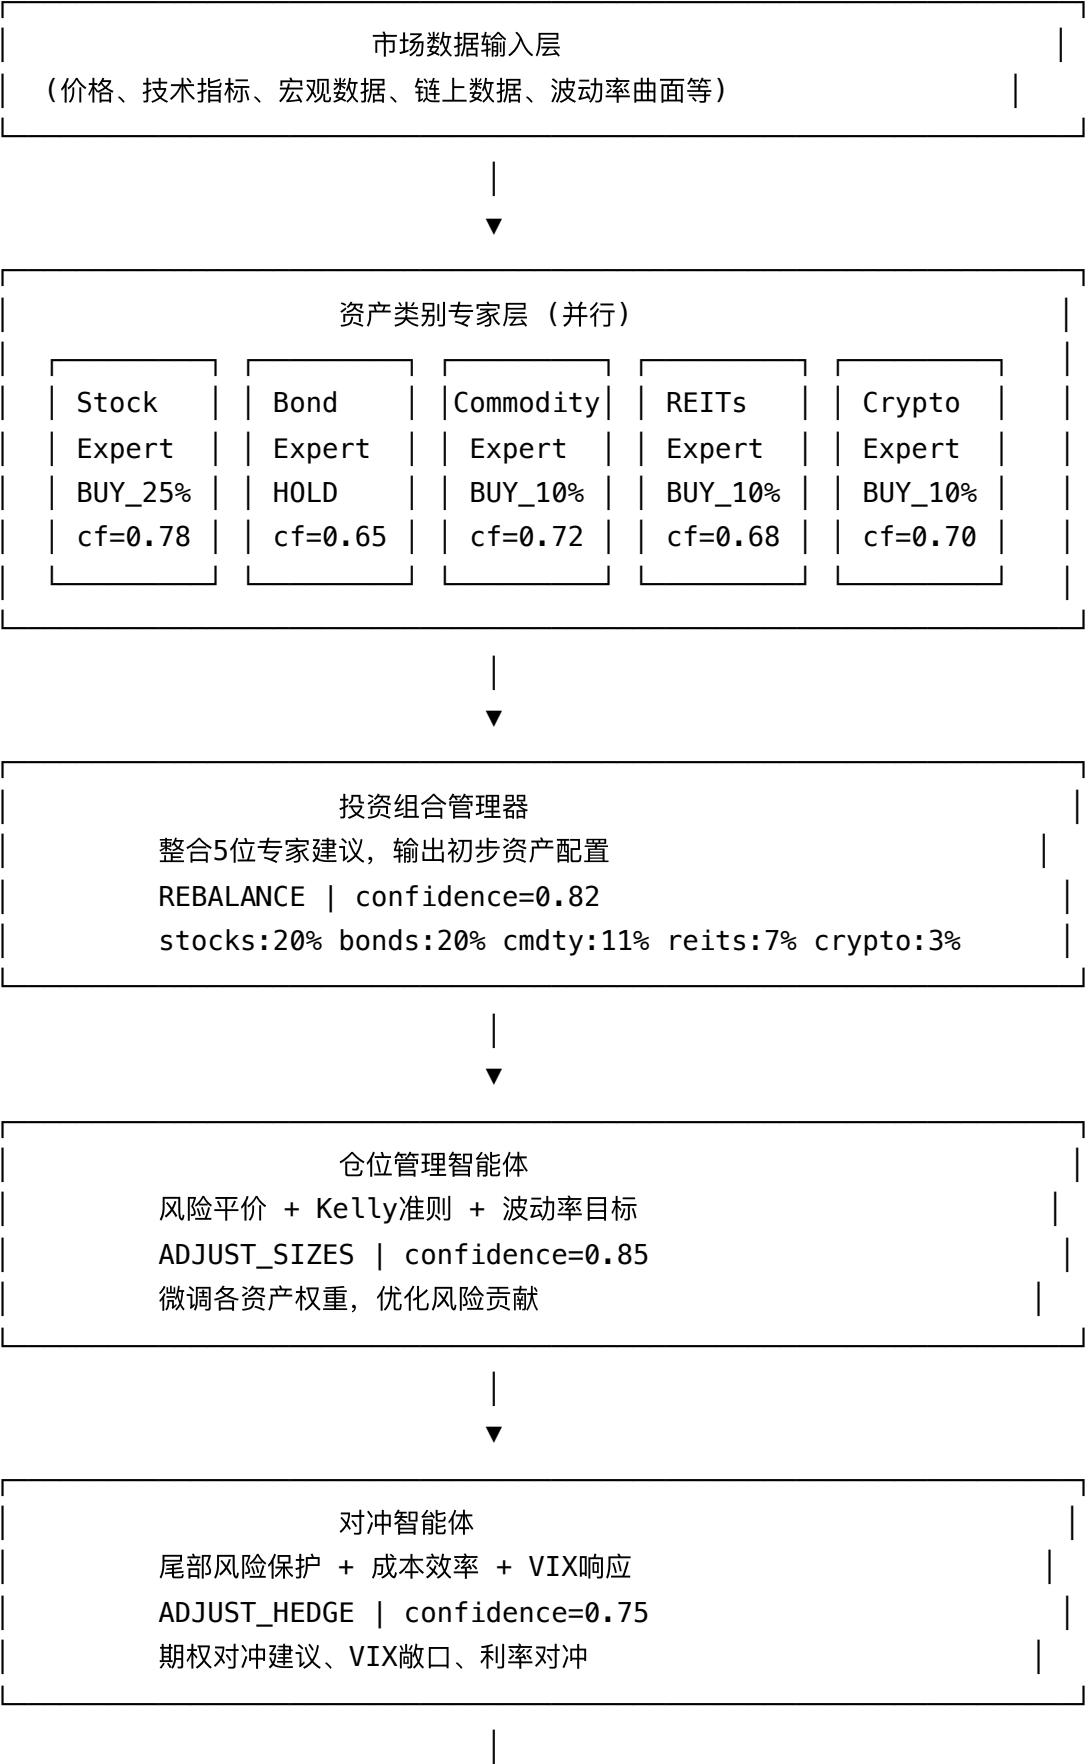 市场数据输入层
(价格、技术指标、宏观数据、链上数据、波动率曲面等)
资产类别专家层 (并行)
Stock Bond Commodity REITs Crypto
Expert Expert Expert Expert Expert
BUY_25% HOLD BUY_10% BUY_10% BUY_10%
cf=0.78 cf=0.65 cf=0.72 cf=0.68 cf=0.70
投资组合管理器
整合5位专家建议，输出初步资产配置
REBALANCE | confidence=0.82
stocks:20% bonds:20% cmdty:11% reits:7% crypto:3%
仓位管理智能体
风险平价 + Kelly准则 + 波动率目标
ADJUST_SIZES | confidence=0.85
微调各资产权重，优化风险贡献
对冲智能体
尾部风险保护 + 成本效率 + VIX响应
ADJUST_HEDGE | confidence=0.75
期权对冲建议、VIX敞口、利率对冲